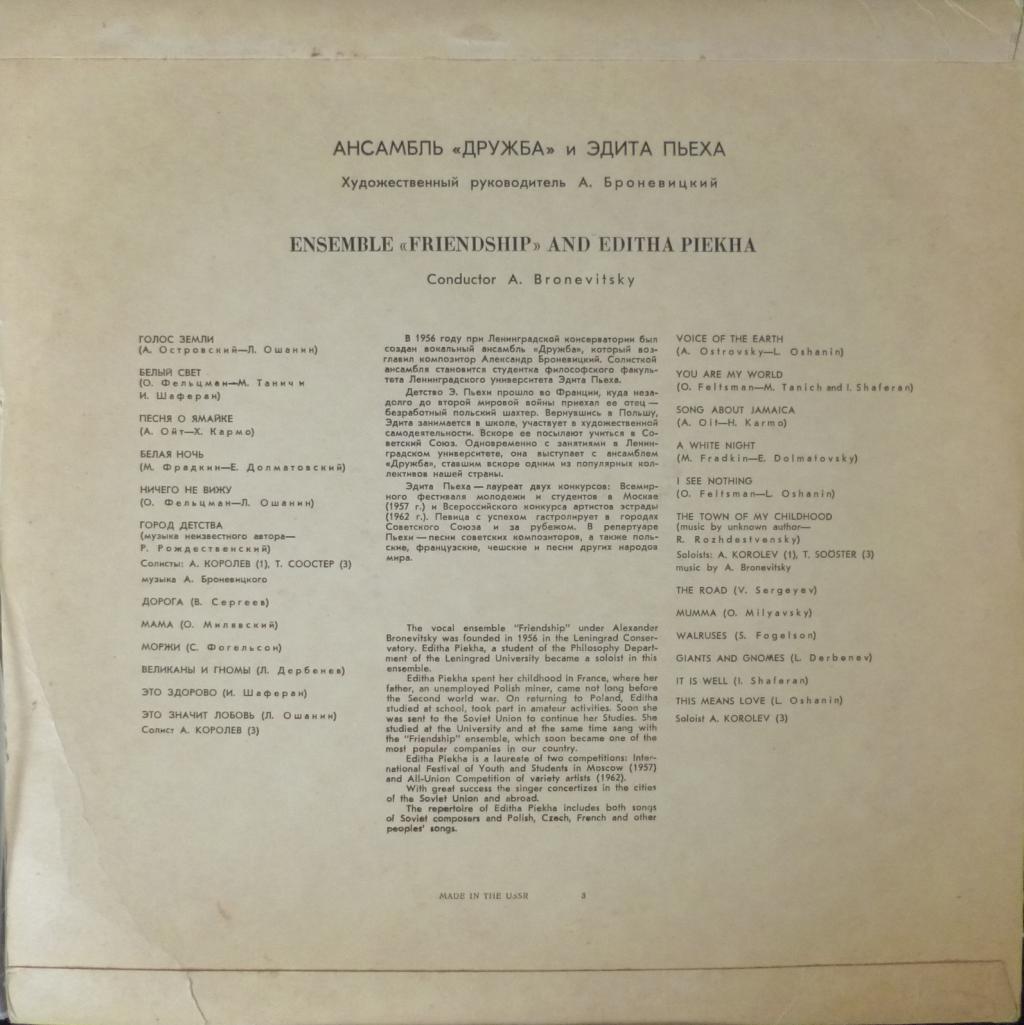 АНСАМБЛЬ «ДРУЖБА» и ЭДИТА ПЬЕХА
Художественный руководитель А. Броневицкий
ENSEMBLE «FRIENDSHIP» AND EDITHA PIEKHA
Conductor A. Bronevitsky
ГОЛОС ЗЕМЛИ
(А. Островский—Л. Ошанин)
БЕЛЫЙ СВЕТ
(О. Фельцман—М. Танич и
И. Шаферан)
ПЕСНЯ О ЯМАЙКЕ
(А. Ойт—Х. Кармо)
БЕЛАЯ НОЧЬ
(М. Фрадкин—Е. Долматовский)
НИЧЕГО НЕ ВИЖУ
(О. Фельцман—Л. Ошанин)
ГОРОД ДЕТСТВА
(музыка неизвестного автора—
Р. Рождественский)
Солисты: А. КОРОЛЕВ (1), Т. СООСТЕР (3)
музыка А. Броневицкого
ДОРОГА (В. Сергеев)
МАМА (О. Милявский)
МОРЖИ (С. Фогельсон)
ВЕЛИКАНЫ И ГНОМЫ (Л. Дербенев)
ЭТО ЗДОРОВО (И. Шаферан)
ЭТО ЗНАЧИТ ЛЮБОВЬ (Л. Ошанин)
Солист А. КОРОЛЕВ (3)
В 1956 году при Ленинградской консерватории был
создан вокальный ансамбль «Дружба», который воз-
главил композитор Александр Броневицкий. Солисткой
ансамбля становится студентка философского факуль-
тета Ленинградского университета Эдита Пьеха.
Детство Э. Пьехи прошло во Франции, куда неза-
долго до второй мировой войны приехал ее отец —
безработный польский шахтер. Вернувшись в Польшу,
Эдита занимается в школе, участвует в художественной
самодеятельности. Вскоре ее посылают учиться в Со-
ветский Союз. Одновременно с занятиями в Ленин-
градском университете, она выступает с ансамблем
«Дружба», ставшим вскоре одним из популярных кол-
лективов нашей страны.
Эдита Пьеха — лауреат двух конкурсов: Всемир-
ного фестиваля молодежи и студентов в Москве
(1957 г.) и Всероссийского конкурса артистов эстрады
(1962 г.). Певица с успехом гастролирует в городах
Советского Союза и за рубежом. В репертуаре
Пьехи — песни советских композиторов, а также поль-
ские, французские, чешские и песни других народов
мира.
The vocal ensemble "Friendship" under Alexander
Bronevitsky was founded in 1956 in the Leningrad Conser-
vatory. Editha Piekha, a student of the Philosophy Depart-
ment of the Leningrad University became a soloist in this
ensemble.
Editha Piekha spent her childhood in France, where her
father, an unemployed Polish miner, came not long before
the Second world war. On returning to Poland, Editha
studied at school, took part in amateur activities. Soon she
was sent to the Soviet Union to continue her Studies. She
studied at the University and at the same time sang with
the "Friendship" ensemble, which soon became one of the
most popular companies in our country.
Editha Piekha is a laureate of two competitions: Inter-
national Festival of Youth and Students in Moscow (1957)
and All-Union Competition of variety artists (1962).
With great success the singer concertizes in the cities
of the Soviet Union and abroad.
The repertoire of Editha Piekha includes both songs
of Soviet composers and Polish, Czech, French and other
peoples' songs.
VOICE OF THE EARTH
(A. Ostrovsky—L. Oshanin)
YOU ARE MY WORLD
(O. Feltsman—M. Tanich and I. Shaferan)
SONG ABOUT JAMAICA
(A. Oit—H. Karmo)
A WHITE NIGHT
(M. Fradkin—E. Dolmatovsky)
I SEE NOTHING
(O. Feltsman—L. Oshanin)
THE TOWN OF MY CHILDHOOD
(music by unknown author—
R. Rozhdestvensky)
Soloists: A. KOROLEV (1), T. SOÖSTER (3)
music by A. Bronevitsky
THE ROAD (V. Sergeyev)
MUMMA (O. Milyavsky)
WALRUSES (S. Fogelson)
GIANTS AND GNOMES (L. Derbenev)
IT IS WELL (I. Shaferan)
THIS MEANS LOVE (L. Oshanin)
Soloist A. KOROLEV (3)
MADE IN THE USSR 3